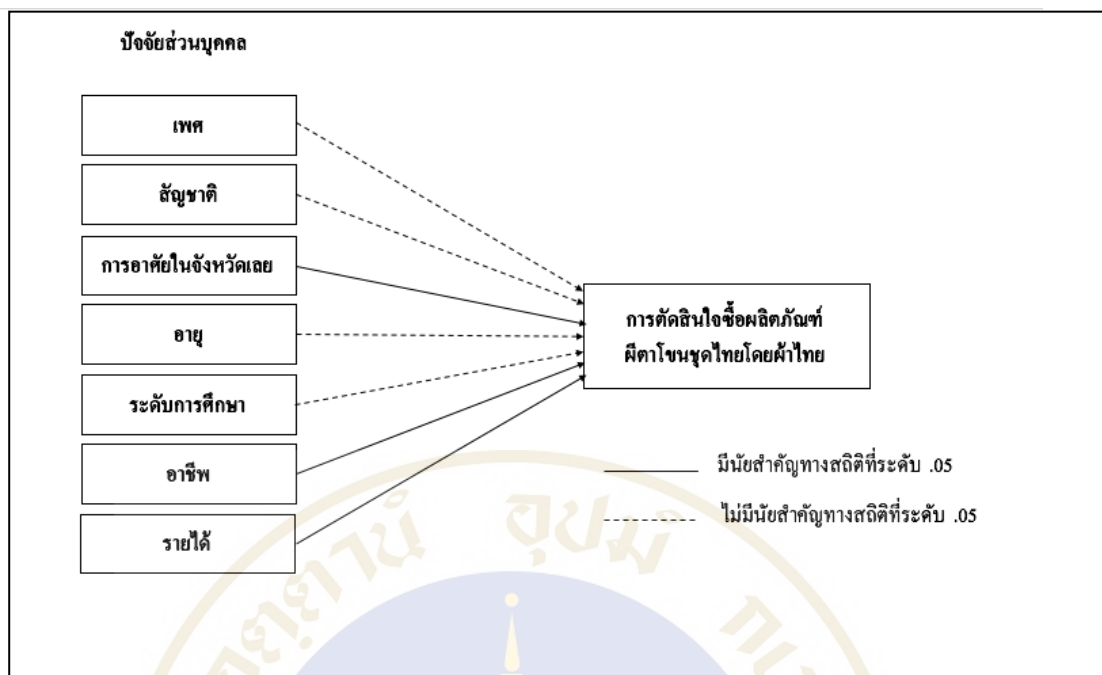 ปัจจัยส่วนบุคคล
เพศ
สัญชาติ
การอาศัยในจังหวัดเลย
อายุ
ระดับการศึกษา
อาชีพ
รายได้
การตัดสินใจซื้อผลิตภัณฑ์
ผีตาโขนชุดไทยโดยผ้าไทย
มีนัยสำคัญทางสถิติที่ระดับ .05
ไม่มีนัยสำคัญทางสถิติที่ระดับ .05